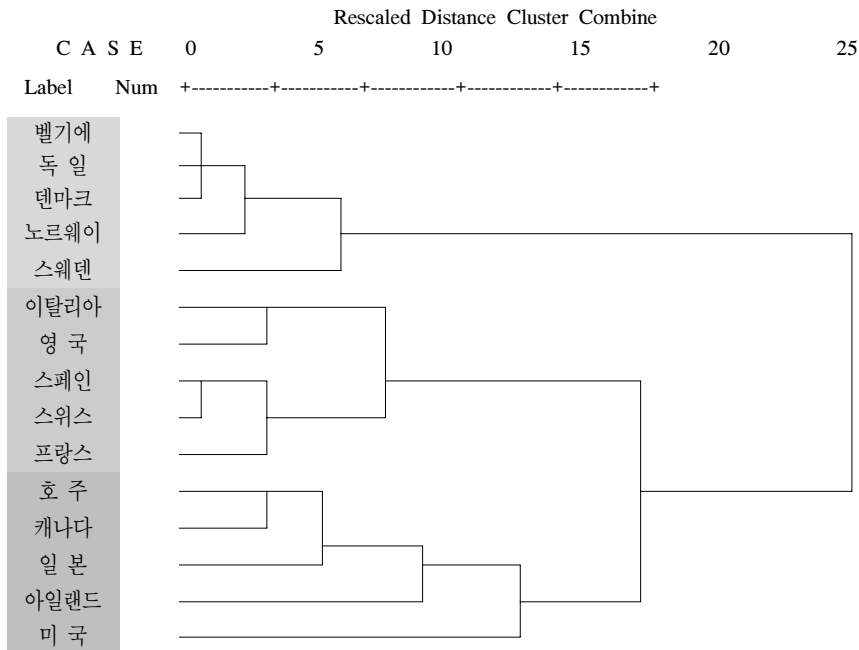 Rescaled Distance Cluster Combine
C A S E 0 5 10 15 20 25
Label Num +-----------+-----------+-----------+-----------+-----------+
벨기에
독 일
덴마크
노르웨이
스웨덴
이탈리아
영 국
스페인
스위스
프랑스
호 주
캐나다
일 본
아일랜드
미 국